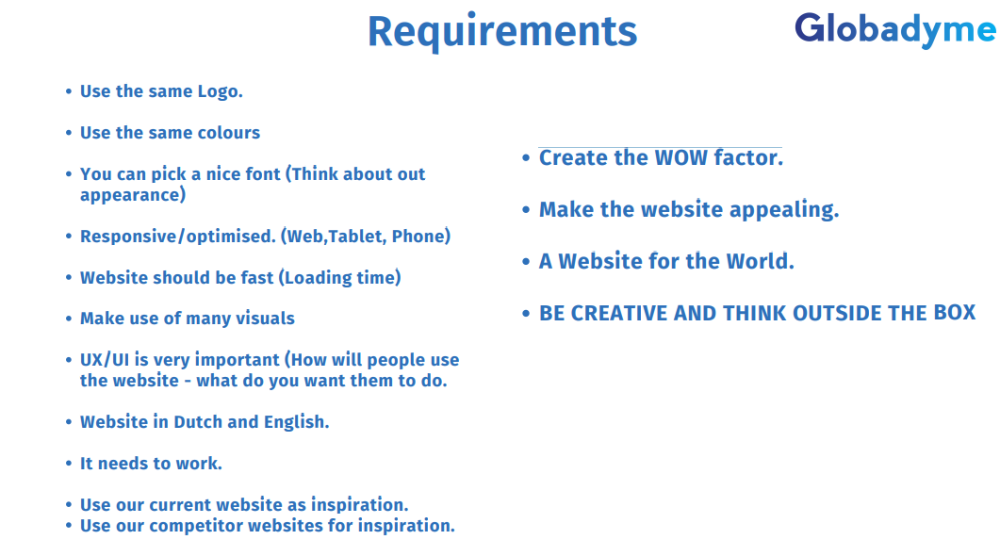 Requirements
Globadyme
• Use the same Logo.
• Use the same colours
• You can pick a nice font (Think about out
appearance)
• Responsive/optimised. (Web,Tablet, Phone)
• Website should be fast (Loading time)
• Make use of many visuals
• UX/UI is very important (How will people use
the website - what do you want them to do.
• Website in Dutch and English.
• It needs to work.
• Use our current website as inspiration.
• Use our competitor websites for inspiration.
• Create the WOW factor.
• Make the website appealing.
• A Website for the World.
• BE CREATIVE AND THINK OUTSIDE THE BOX